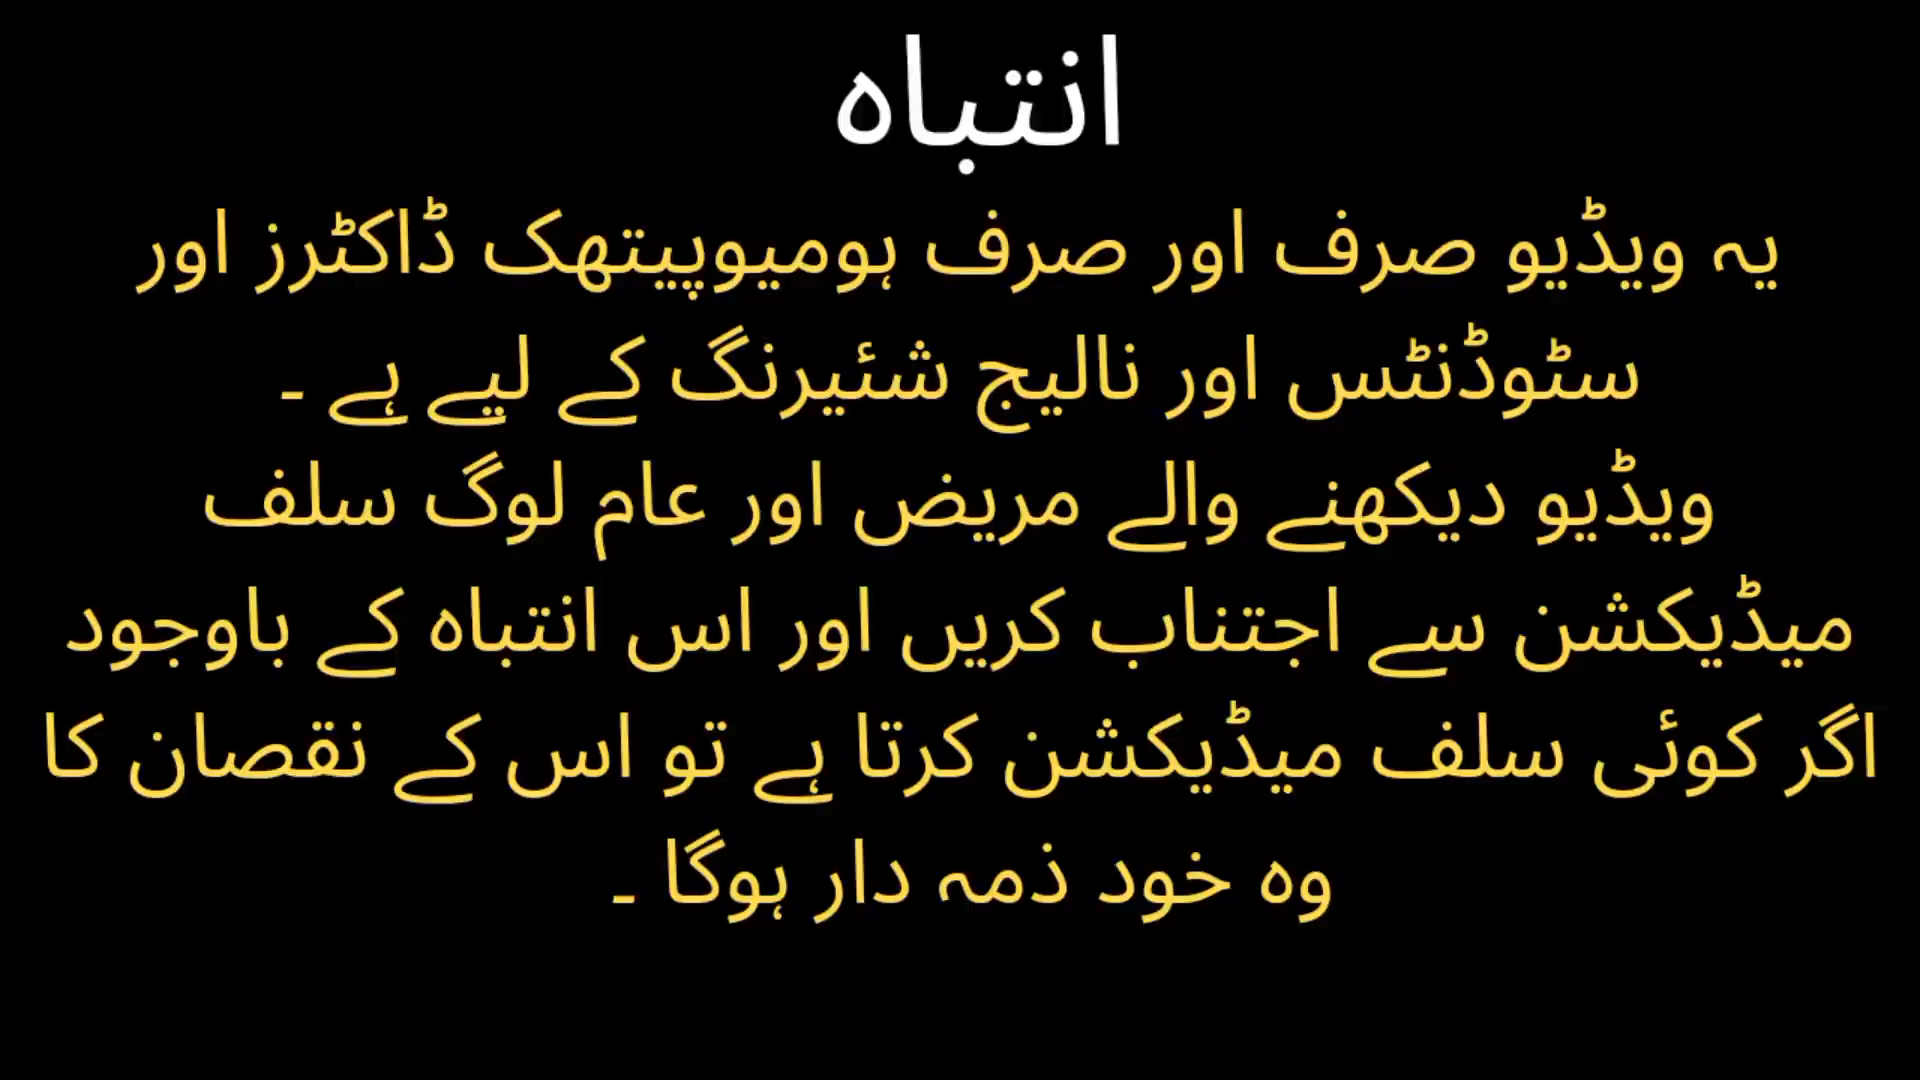 انتباہ
یہ ویڈیو صرف اور صرف ہومیوپیتھک ڈاکٹرز اور
سٹوڈنٹس اور نالیج شئیرنگ کے لیے ہے ۔
ویڈیو دیکھنے والے مریض اور عام لوگ سلف
میڈیکشن سے اجتناب کریں اور اس انتباہ کے باوجود
اگر کوئی سلف میڈیکشن کرتا ہے تو اس کے نقصان کا
وہ خود ذمہ دار ہوگا ۔